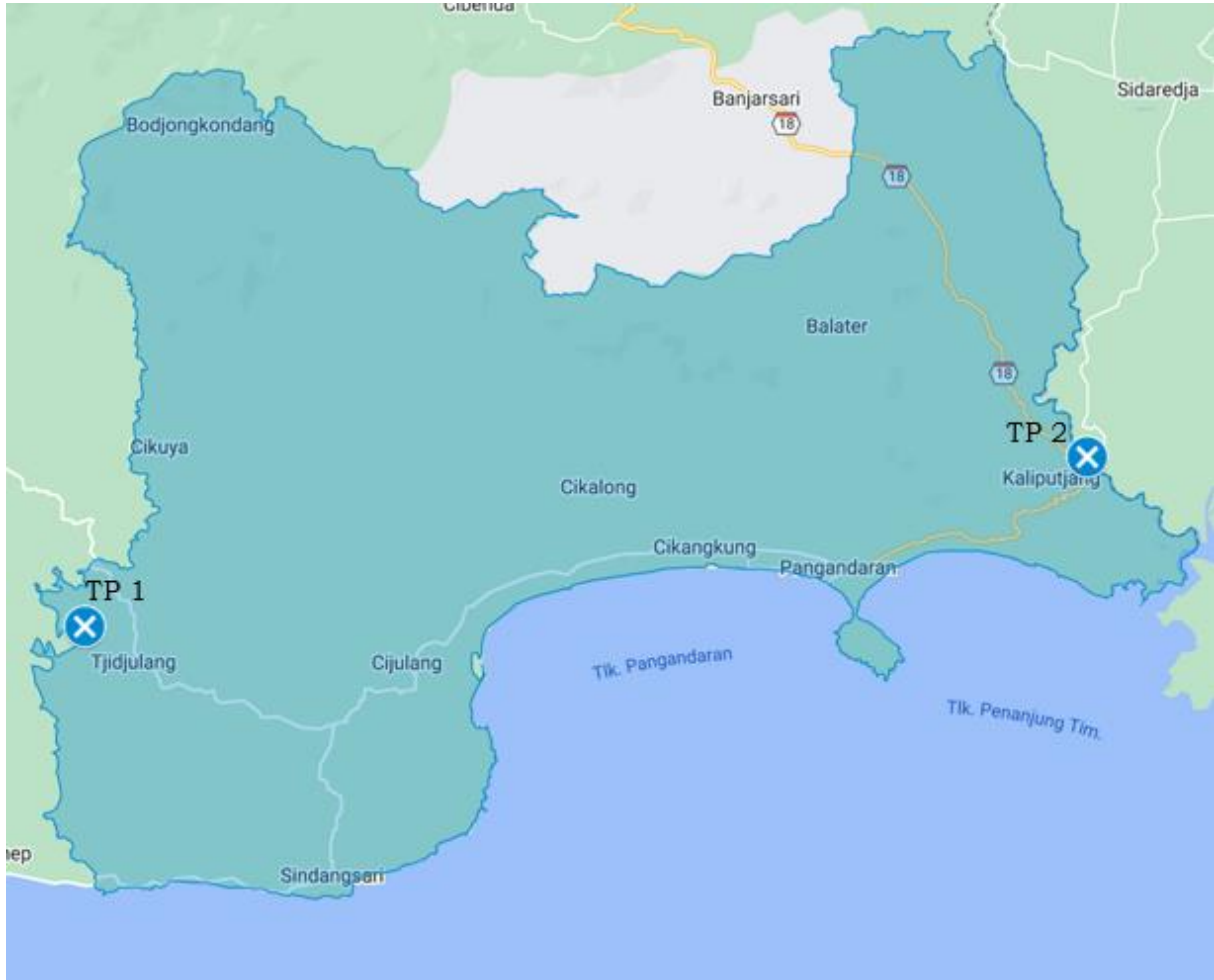 Cibenda
Sidaredja
Banjarsari
18
Bodjongkondang
18
Balater
18
TP 2
Cikuya
Kaliputjang
Cikalong
Cikangkung
Pangandaran
TP 1
Tjidjulang
Cijulang
Tlk. Pangandaran
Tlk. Penanjung Tim.
Sindangsari